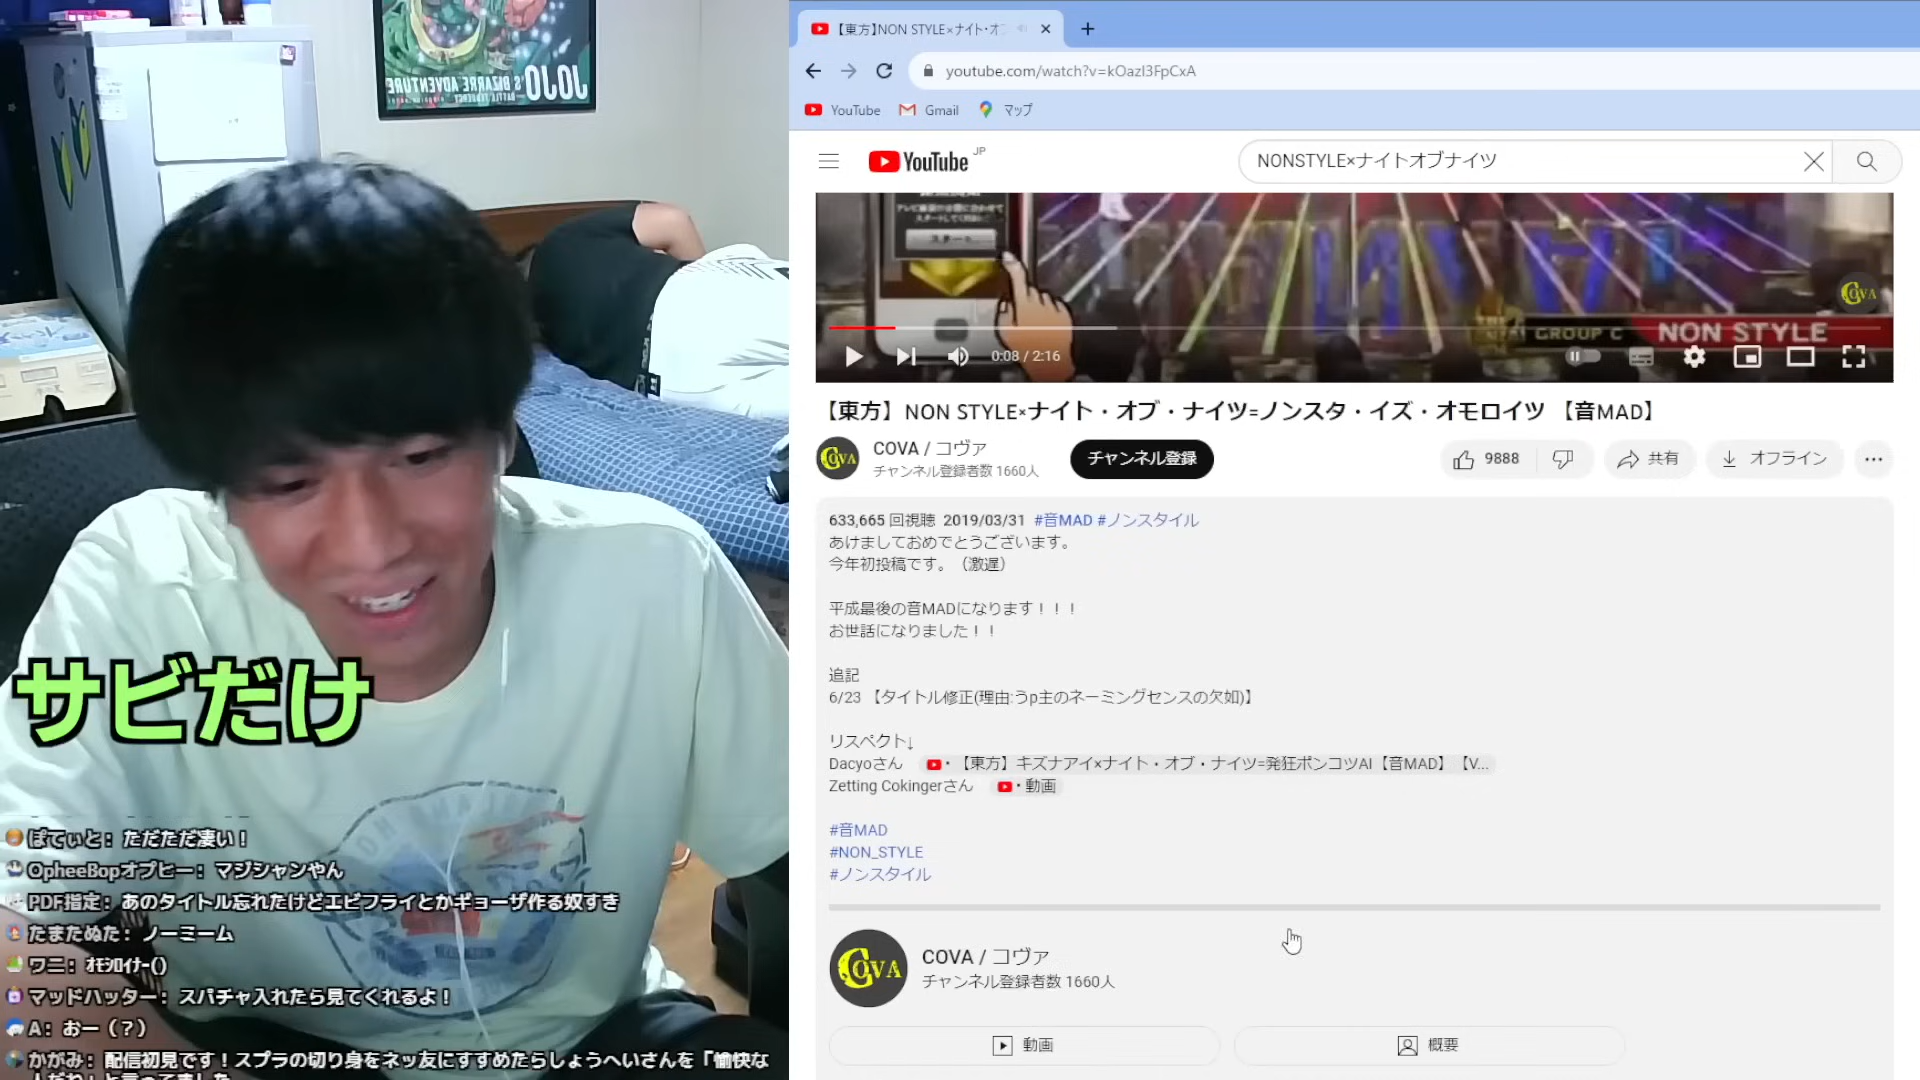 JOJO
'S BIZARRE ADVENTURE
BATTLE TENDENCY
サビだけ
ぽてぃと: ただただ凄い！
OpheeBopオプヒー: マジシャンやん
PDF指定: あのタイトル忘れたけどエビフライとかギョーザ作る奴すき
たまたぬた: ノーミーム
ワニ: ｵﾓｼﾛｲﾅｰ()
マッドハッター: スパチャ入れたら見てくれるよ！
A: おー（？）
かがみ: 配信初見です！スプラの切り身をネッ友にすすめたらしょうへいさんを「愉快な
【東方】NON STYLE×ナイト・オブ
youtube.com/watch?v=kOazI3FpCxA
YouTube Gmail マップ
YouTube JP
NONSTYLE×ナイトオブナイツ
スタート
COVA
GROUP C NON STYLE
0:08 / 2:16
【東方】NON STYLE×ナイト・オブ・ナイツ=ノンスタ・イズ・オモロイツ 【音MAD】
COVA
COVA / コヴァ
チャンネル登録者数 1660人
チャンネル登録
9888
共有
オフライン
633,665 回視聴 2019/03/31 #音MAD #ノンスタイル
あけましておめでとうございます。
今年初投稿です。（激遅）
平成最後の音MADになります！！！
お世話になりました！！
追記
6/23 【タイトル修正(理由:うp主のネーミングセンスの欠如)】
リスペクト↓
Dacyoさん ・【東方】キズナアイ×ナイト・オブ・ナイツ=発狂ポンコツAI【音MAD】【V...
Zetting Cokingerさん ・動画
#音MAD
#NON_STYLE
#ノンスタイル
COVA
COVA / コヴァ
チャンネル登録者数 1660人
動画
概要